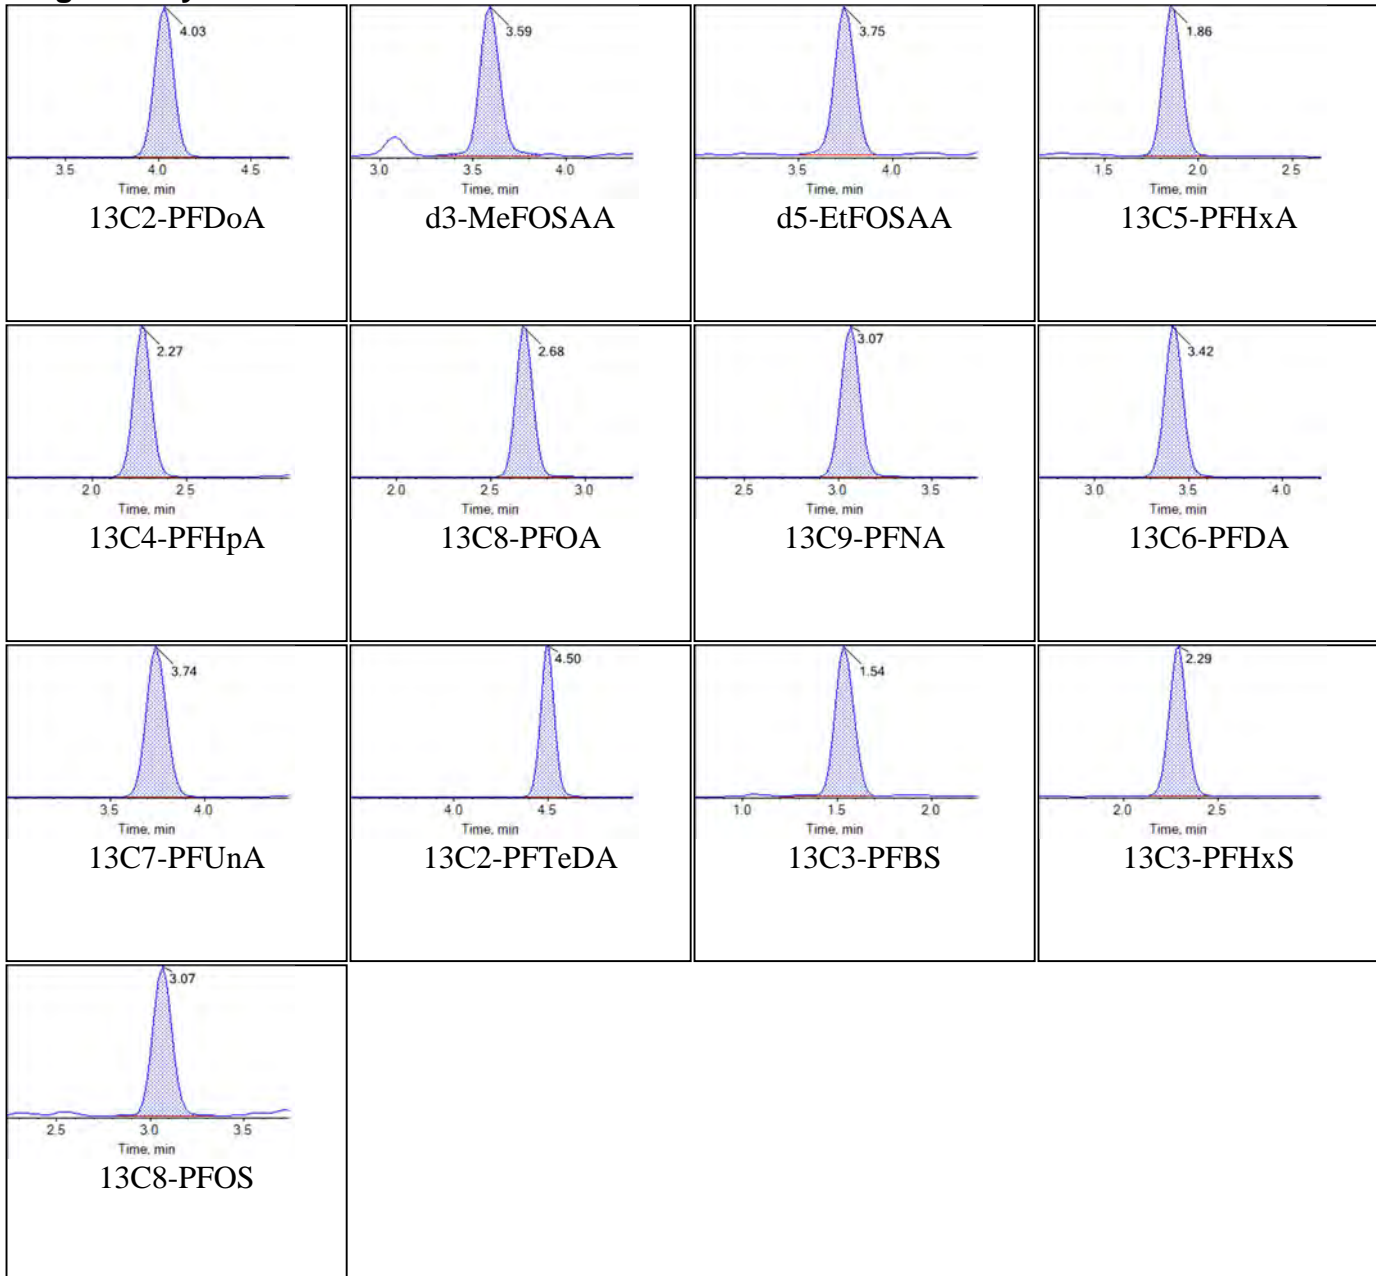 4.03
3.5 4.0 4.5
Time, min
13C2-PFDoA
3.59
3.0 3.5 4.0
Time, min
d3-MeFOSAA
3.75
3.5 4.0
Time, min
d5-EtFOSAA
1.86
1.5 2.0 2.5
Time, min
13C5-PFHxA
2.27
2.0 2.5
Time, min
13C4-PFHpA
2.68
2.0 2.5 3.0
Time, min
13C8-PFOA
3.07
2.5 3.0 3.5
Time, min
13C9-PFNA
3.42
3.0 3.5 4.0
Time, min
13C6-PFDA
3.74
3.5 4.0
Time, min
13C7-PFUnA
4.50
4.0 4.5
Time, min
13C2-PFTeDA
1.54
1.0 1.5 2.0
Time, min
13C3-PFBS
2.29
2.0 2.5
Time, min
13C3-PFHxS
3.07
2.5 3.0 3.5
Time, min
13C8-PFOS